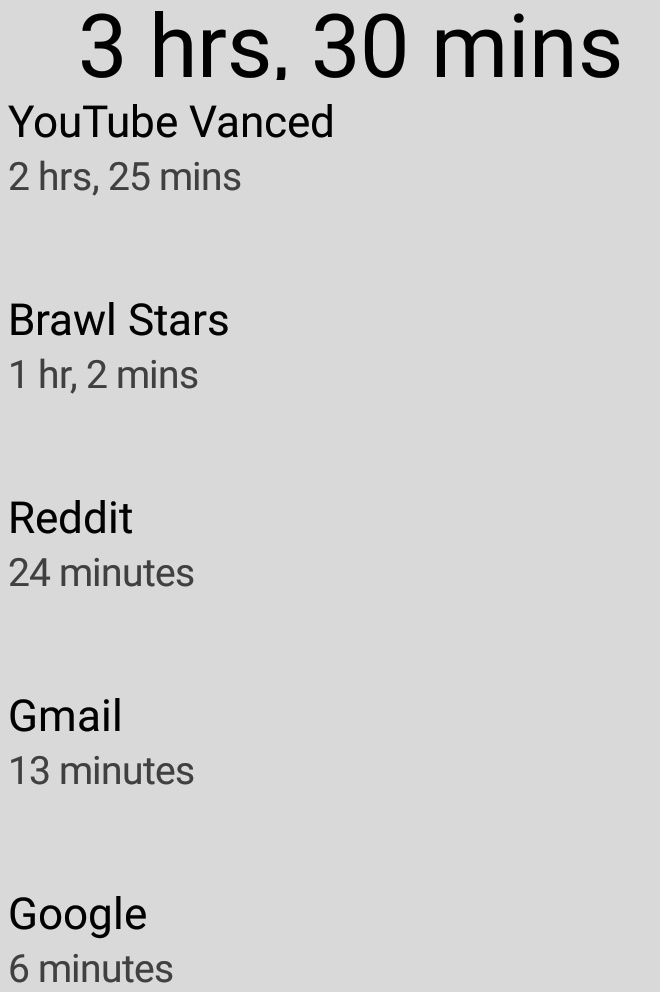 3 hrs, 30 mins
YouTube Vanced
2 hrs, 25 mins
Brawl Stars
1 hr, 2 mins
Reddit
24 minutes
Gmail
13 minutes
Google
6 minutes